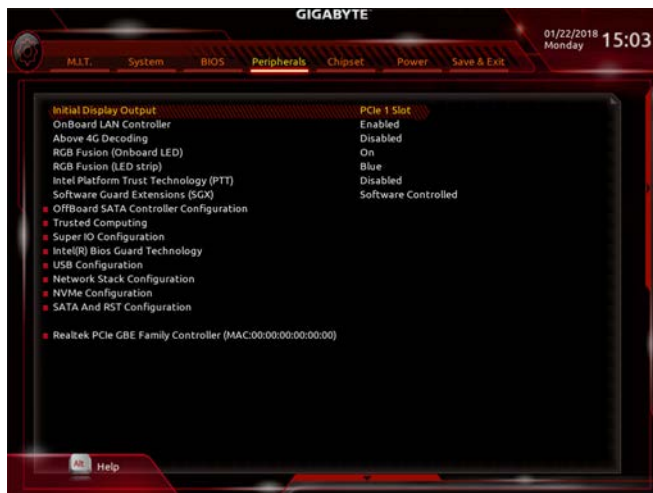 GIGABYTE™
01/22/2018
Monday
15:03
M.I.T. System BIOS Peripherals Chipset Power Save & Exit
Initial Display Output PCIe 1 Slot
OnBoard LAN Controller Enabled
Above 4G Decoding Disabled
RGB Fusion (Onboard LED) On
RGB Fusion (LED strip) Blue
Intel Platform Trust Technology (PTT) Disabled
Software Guard Extensions (SGX) Software Controlled
OffBoard SATA Controller Configuration
Trusted Computing
Super IO Configuration
Intel(R) Bios Guard Technology
USB Configuration
Network Stack Configuration
NVMe Configuration
SATA And RST Configuration
Realtek PCIe GBE Family Controller (MAC:00:00:00:00:00:00)
Alt Help